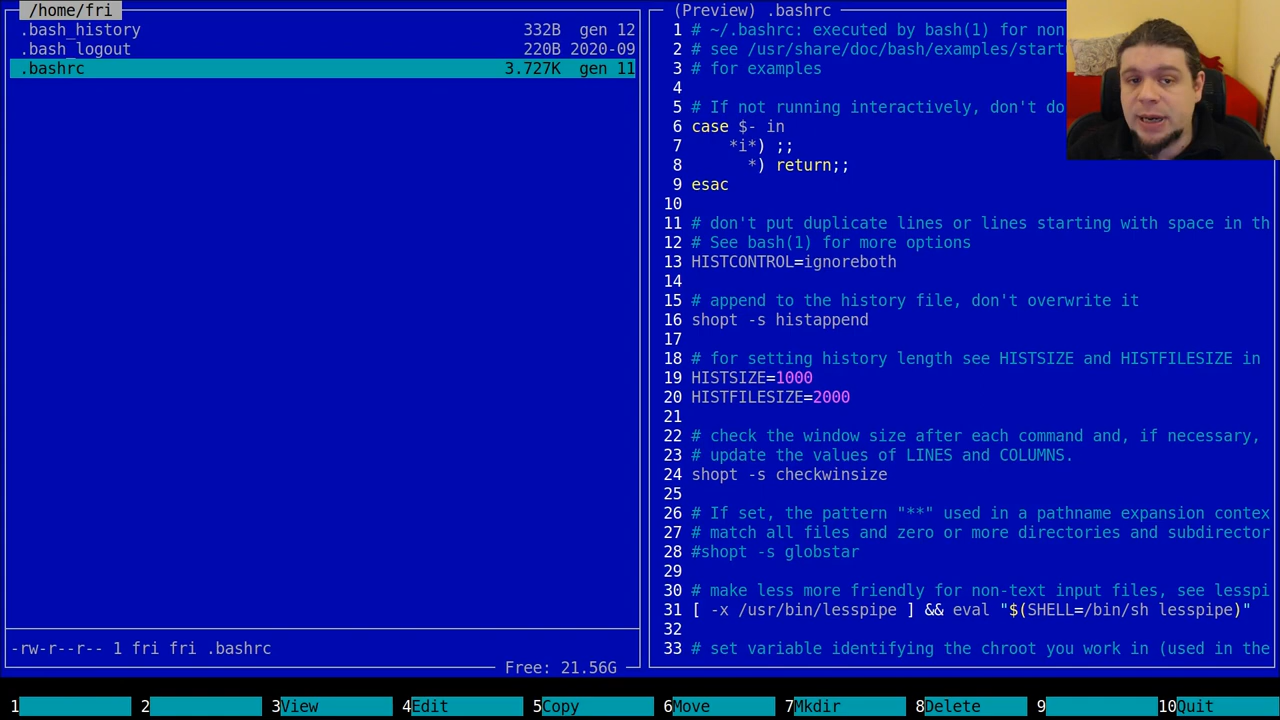 /home/fri
.bash_history 332B gen 12
.bash_logout 220B 2020-09
.bashrc 3.727K gen 11
-rw-r--r-- 1 fri fri .bashrc
Free: 21.56G
(Preview) .bashrc
1 # ~/.bashrc: executed by bash(1) for non
2 # see /usr/share/doc/bash/examples/start
3 # for examples
4
5 # If not running interactively, don't do
6 case $- in
7     *i*) ;;
8       *) return;;
9 esac
10
11 # don't put duplicate lines or lines starting with space in th
12 # See bash(1) for more options
13 HISTCONTROL=ignoreboth
14
15 # append to the history file, don't overwrite it
16 shopt -s histappend
17
18 # for setting history length see HISTSIZE and HISTFILESIZE in
19 HISTSIZE=1000
20 HISTFILESIZE=2000
21
22 # check the window size after each command and, if necessary,
23 # update the values of LINES and COLUMNS.
24 shopt -s checkwinsize
25
26 # If set, the pattern "**" used in a pathname expansion contex
27 # match all files and zero or more directories and subdirector
28 #shopt -s globstar
29
30 # make less more friendly for non-text input files, see lesspi
31 [ -x /usr/bin/lesspipe ] && eval "$(SHELL=/bin/sh lesspipe)"
32
33 # set variable identifying the chroot you work in (used in the
1 2 3View 4Edit 5Copy 6Move 7Mkdir 8Delete 9 10Quit